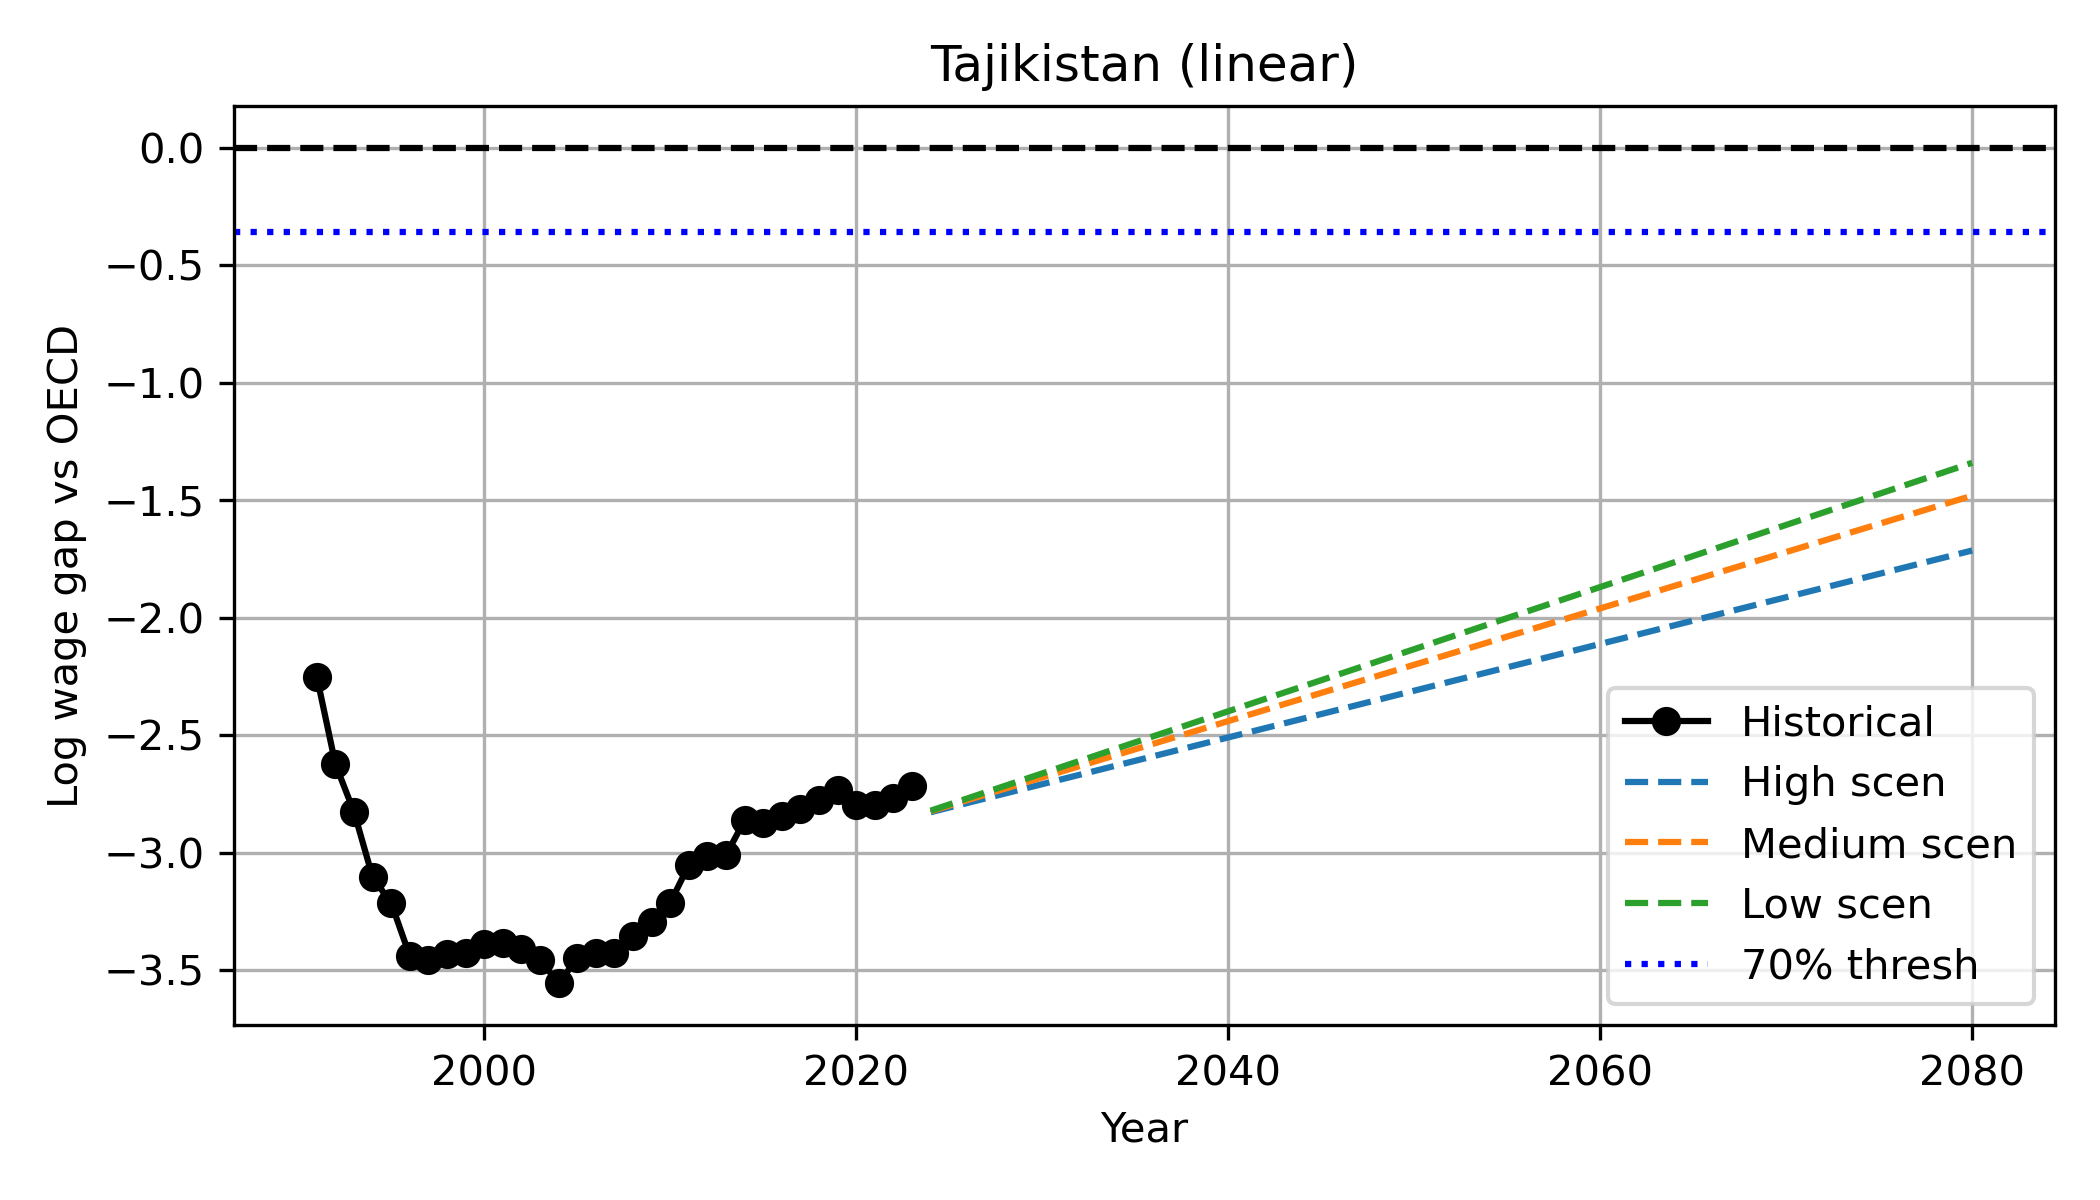 Tajikistan (linear)
0.0
−0.5
−1.0
−1.5
−2.0
−2.5
−3.0
−3.5
Log wage gap vs OECD
Historical
High scen
Medium scen
Low scen
70% thresh
2000 2020 2040 2060 2080
Year